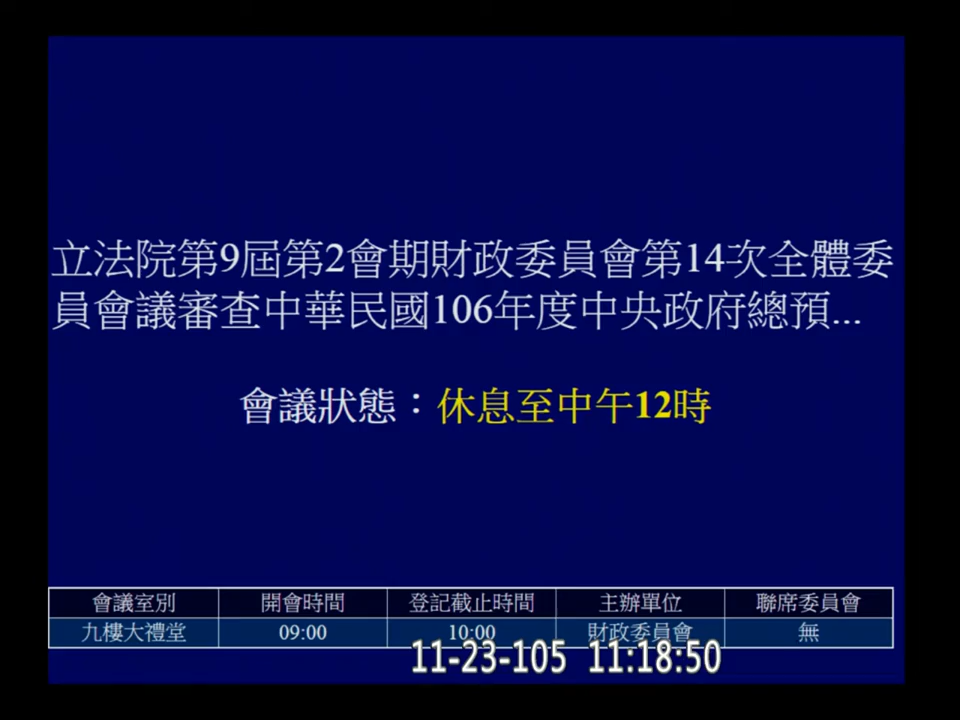 立法院第9屆第2會期財政委員會第14次全體委
員會議審查中華民國106年度中央政府總預...
會議狀態：休息至中午12時
會議室別 開會時間 登記截止時間 主辦單位 聯席委員會
九樓大禮堂 09:00 10:00 財政委員會 無
11-23-105 11:18:50